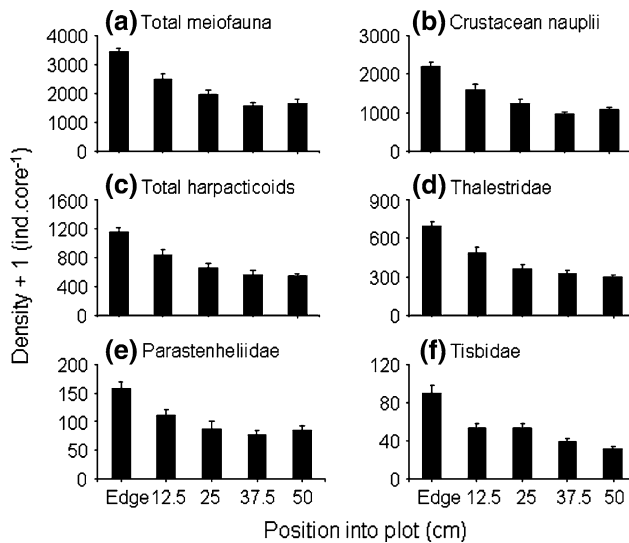 (a) Total meiofauna
4000
3000
2000
1000
0
(b) Crustacean nauplii
3000
2000
1000
0
(c) Total harpacticoids
1600
1200
800
400
0
(d) Thalestridae
900
600
300
0
(e) Parastenheliidae
200
150
100
50
0
(f) Tisbidae
120
80
40
0
Density + 1 (ind.core-1)
Edge 12.5 25 37.5 50
Edge 12.5 25 37.5 50
Position into plot (cm)